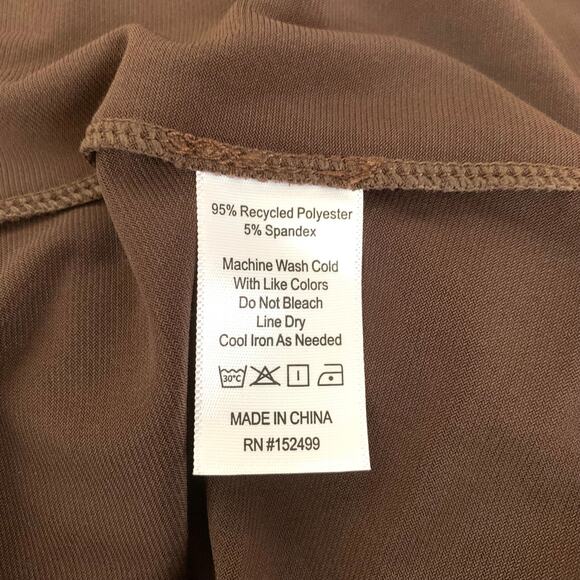 95% Recycled Polyester
5% Spandex
Machine Wash Cold
With Like Colors
Do Not Bleach
Line Dry
Cool Iron As Needed
30°C
MADE IN CHINA
RN #152499